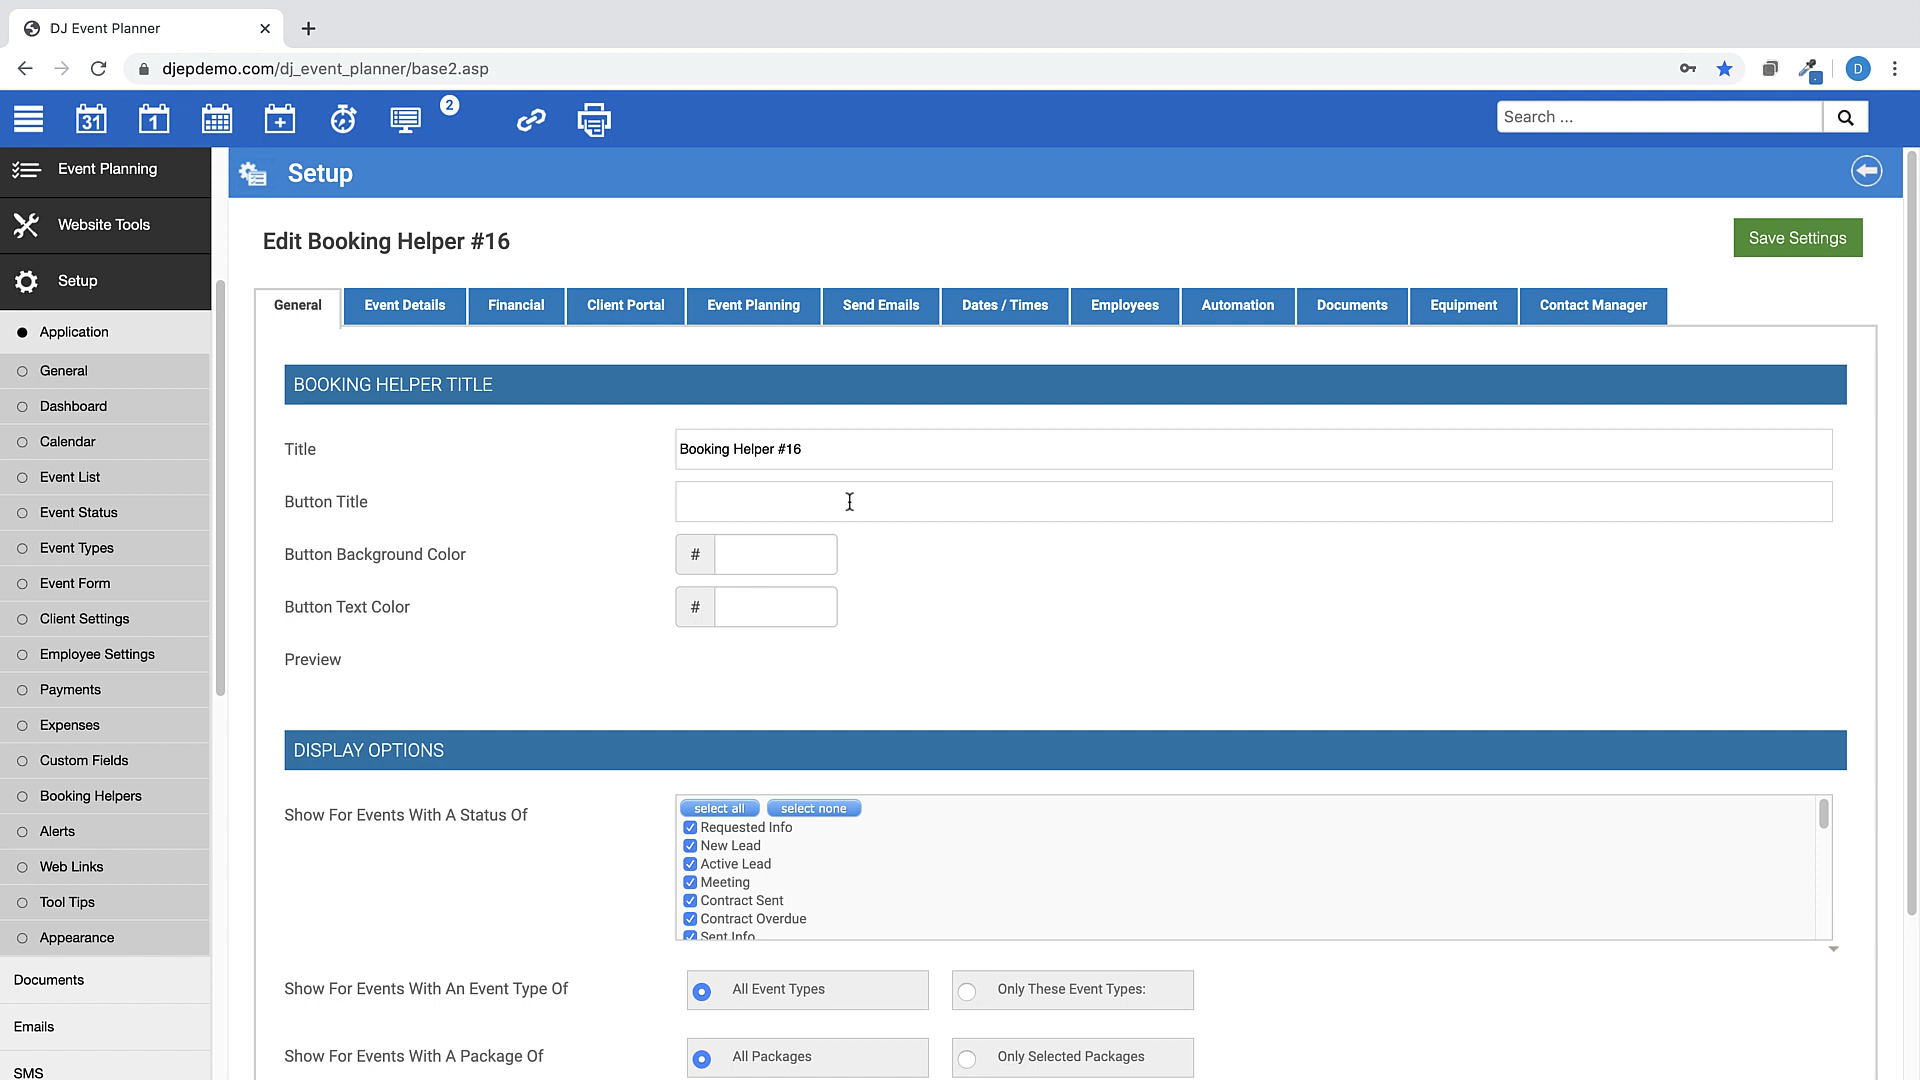 DJ Event Planner
djepdemo.com/dj_event_planner/base2.asp
D
31
1
2
Search ...
Event Planning
Website Tools
Setup
Application
General
Dashboard
Calendar
Event List
Event Status
Event Types
Event Form
Client Settings
Employee Settings
Payments
Expenses
Custom Fields
Booking Helpers
Alerts
Web Links
Tool Tips
Appearance
Documents
Emails
SMS
Setup
Edit Booking Helper #16
Save Settings
General Event Details Financial Client Portal Event Planning Send Emails Dates / Times Employees Automation Documents Equipment Contact Manager
BOOKING HELPER TITLE
Title Booking Helper #16
Button Title
Button Background Color #
Button Text Color #
Preview
DISPLAY OPTIONS
Show For Events With A Status Of
select all select none
Requested Info
New Lead
Active Lead
Meeting
Contract Sent
Contract Overdue
Sent Info
Show For Events With An Event Type Of All Event Types Only These Event Types:
Show For Events With A Package Of All Packages Only Selected Packages